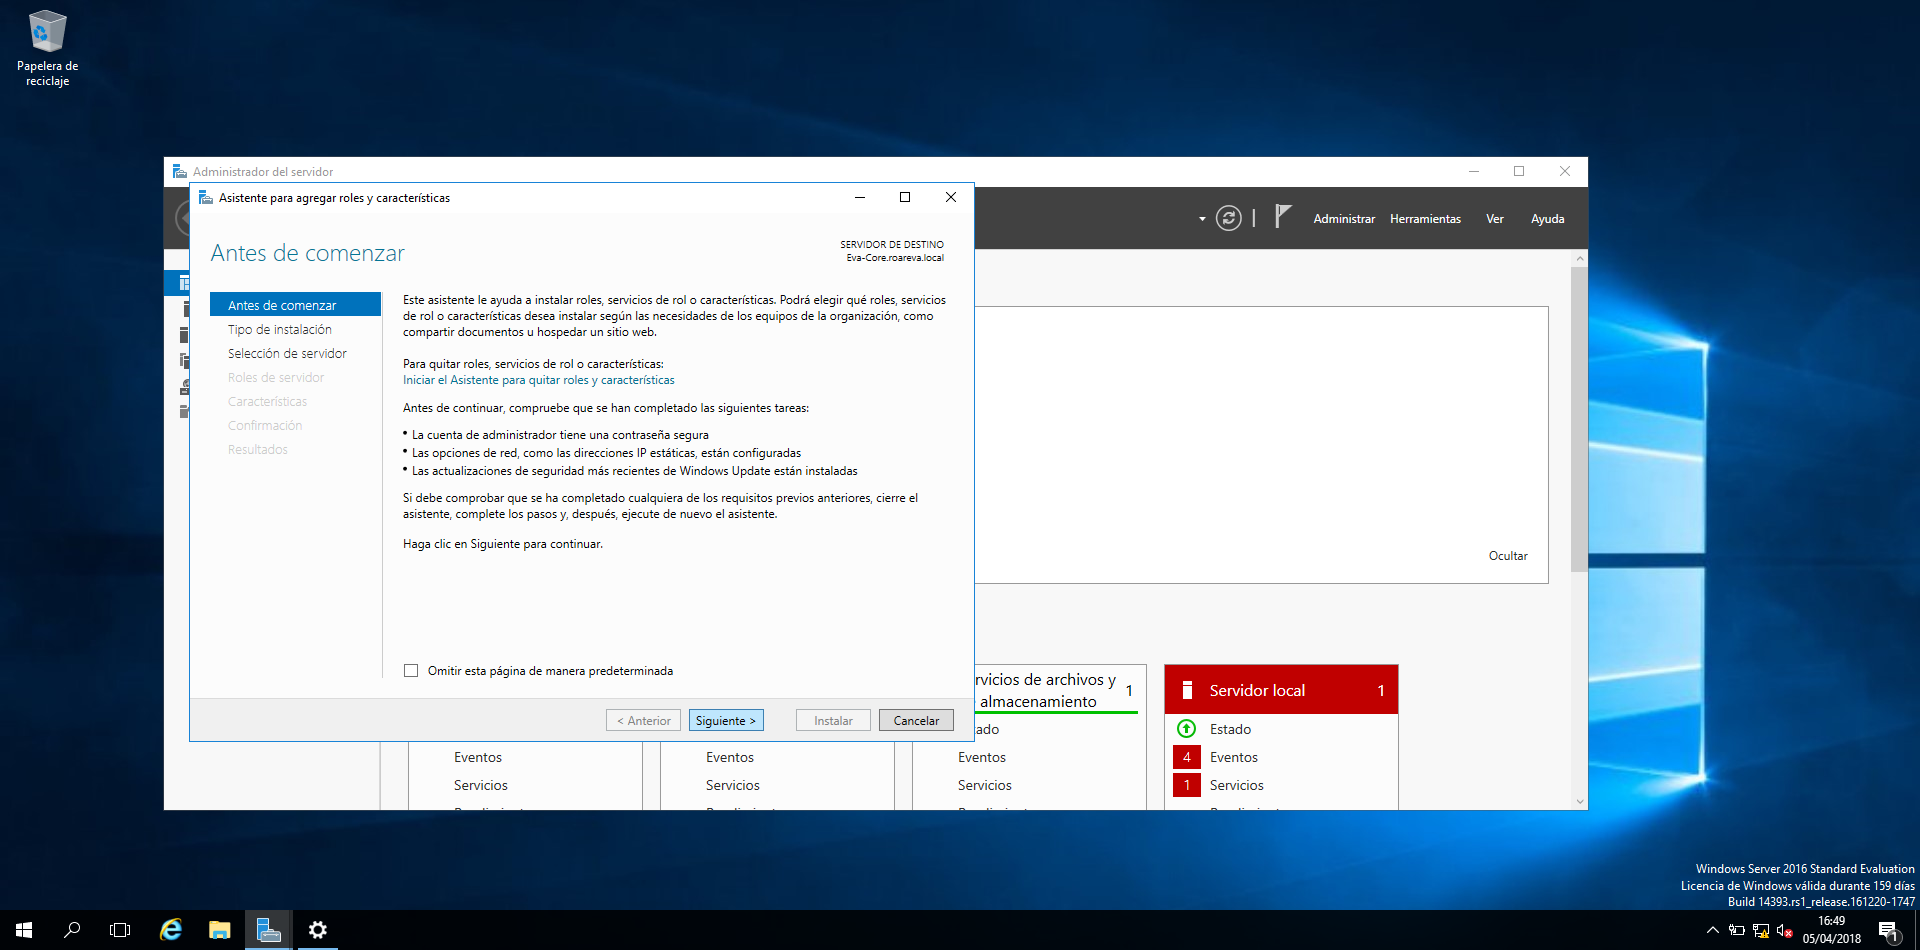 Papelera de
reciclaje
Administrador del servidor
Administrar Herramientas Ver Ayuda
Asistente para agregar roles y características
Antes de comenzar
SERVIDOR DE DESTINO
Eva-Core.roareva.local
Antes de comenzar
Tipo de instalación
Selección de servidor
Roles de servidor
Características
Confirmación
Resultados
Este asistente le ayuda a instalar roles, servicios de rol o características. Podrá elegir qué roles, servicios
de rol o características desea instalar según las necesidades de los equipos de la organización, como
compartir documentos u hospedar un sitio web.
Para quitar roles, servicios de rol o características:
Iniciar el Asistente para quitar roles y características
Antes de continuar, compruebe que se han completado las siguientes tareas:
• La cuenta de administrador tiene una contraseña segura
• Las opciones de red, como las direcciones IP estáticas, están configuradas
• Las actualizaciones de seguridad más recientes de Windows Update están instaladas
Si debe comprobar que se ha completado cualquiera de los requisitos previos anteriores, cierre el
asistente, complete los pasos y, después, ejecute de nuevo el asistente.
Haga clic en Siguiente para continuar.
Omitir esta página de manera predeterminada
< Anterior Siguiente > Instalar Cancelar
Ocultar
Eventos
Servicios
Eventos
Servicios
rvicios de archivos y
almacenamiento 1
ado
Eventos
Servicios
Servidor local 1
Estado
4 Eventos
1 Servicios
Windows Server 2016 Standard Evaluation
Licencia de Windows válida durante 159 días
Build 14393.rs1_release.161220-1747
16:49
05/04/2018
1